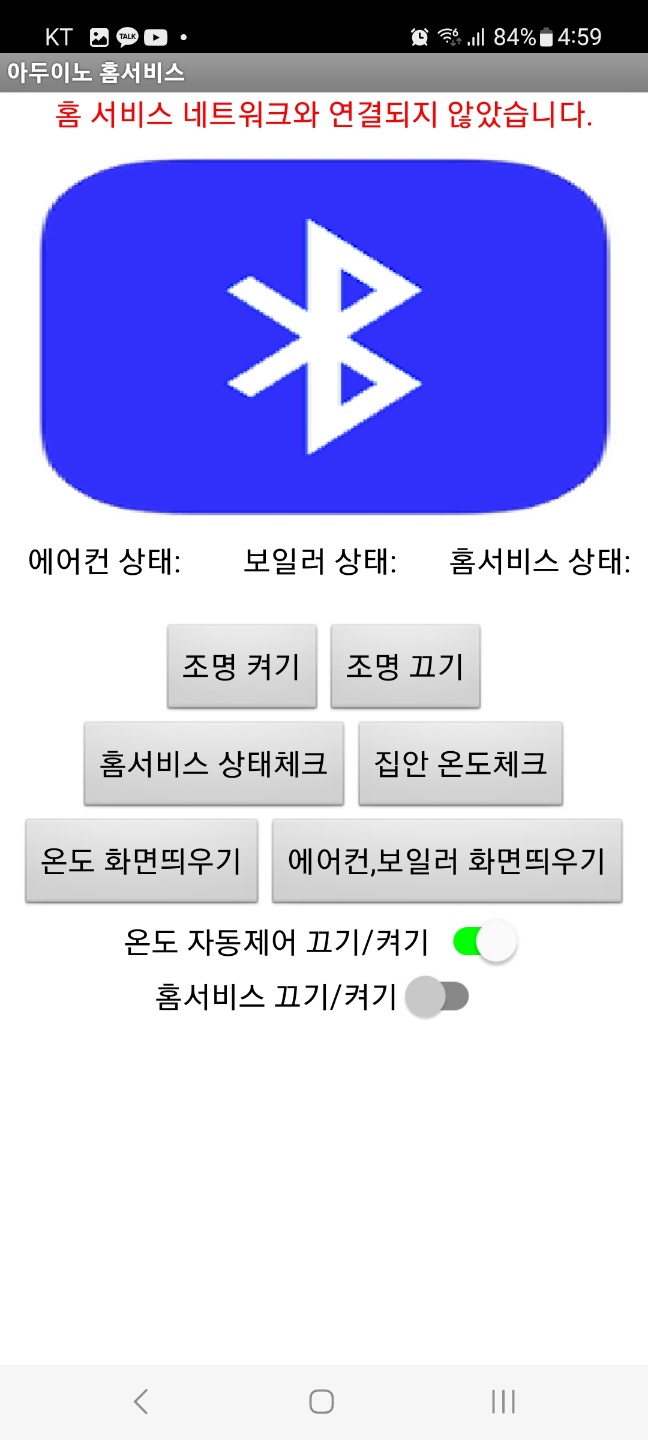 KT TALK 84% 4:59
아두이노 홈서비스
홈 서비스 네트워크와 연결되지 않았습니다.
에어컨 상태: 보일러 상태: 홈서비스 상태:
조명 켜기 조명 끄기
홈서비스 상태체크 집안 온도체크
온도 화면띄우기 에어컨,보일러 화면띄우기
온도 자동제어 끄기/켜기
홈서비스 끄기/켜기